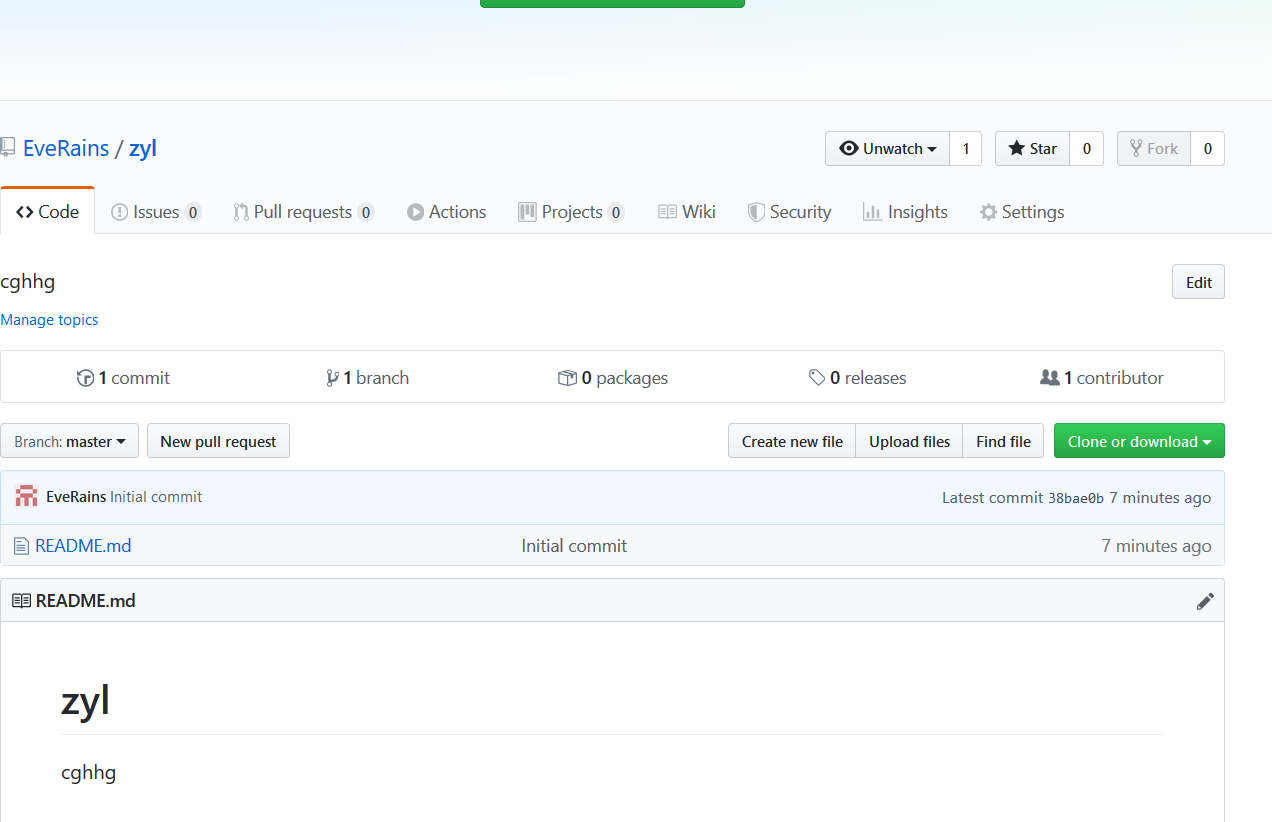 EveRains / zyl
Unwatch 1 Star 0 Fork 0
Code Issues 0 Pull requests 0 Actions Projects 0 Wiki Security Insights Settings
cghhg Edit
Manage topics
1 commit 1 branch 0 packages 0 releases 1 contributor
Branch: master New pull request Create new file Upload files Find file Clone or download
EveRains Initial commit Latest commit 38bae0b 7 minutes ago
README.md Initial commit 7 minutes ago
README.md
zyl
cghhg